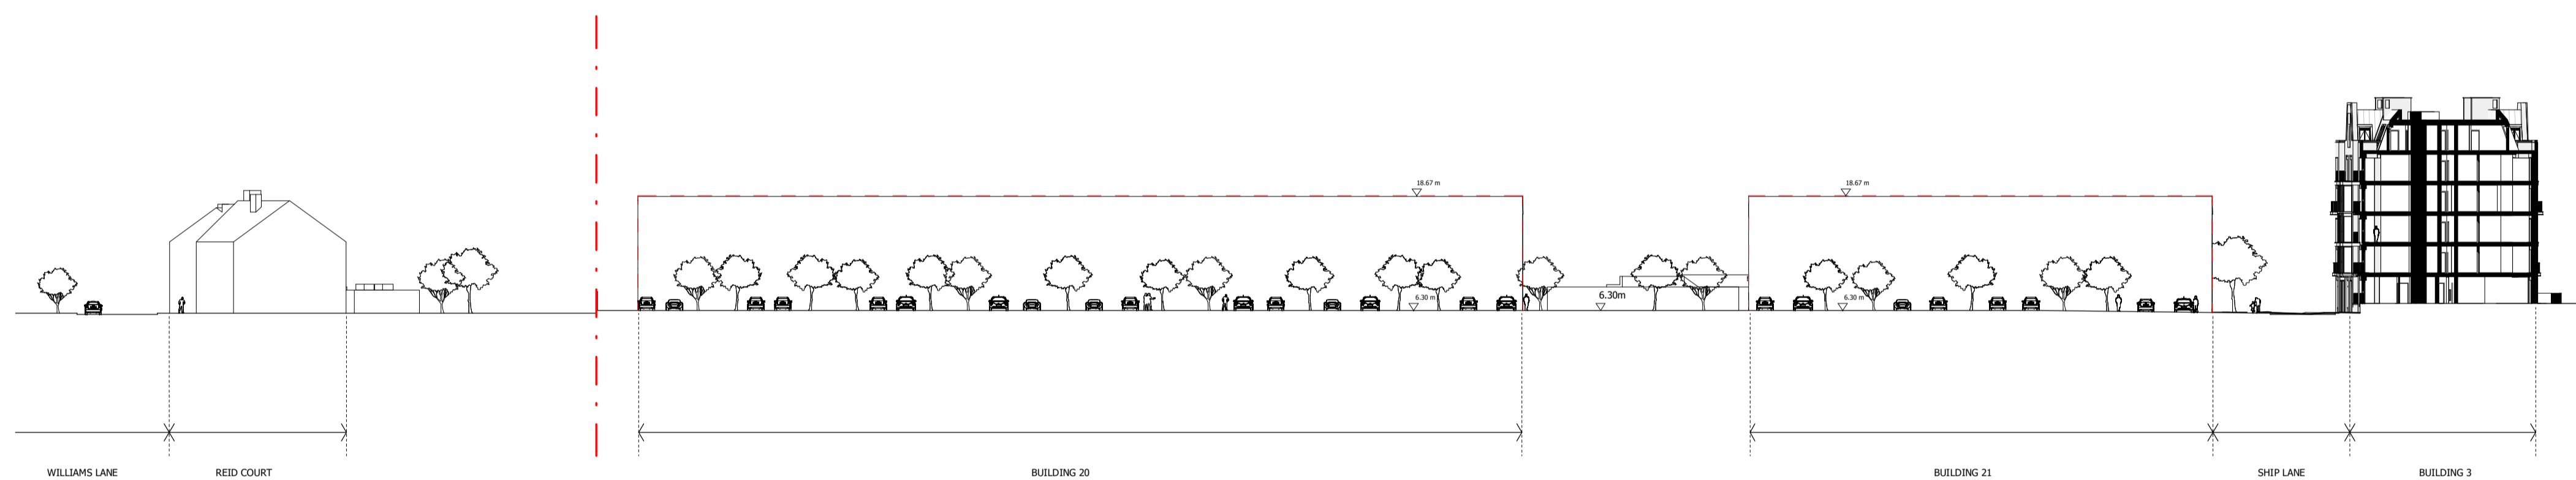 18.67 m
18.67 m
6.30 m
6.30m
6.30 m
WILLIAMS LANE
REID COURT
BUILDING 20
BUILDING 21
SHIP LANE
BUILDING 3